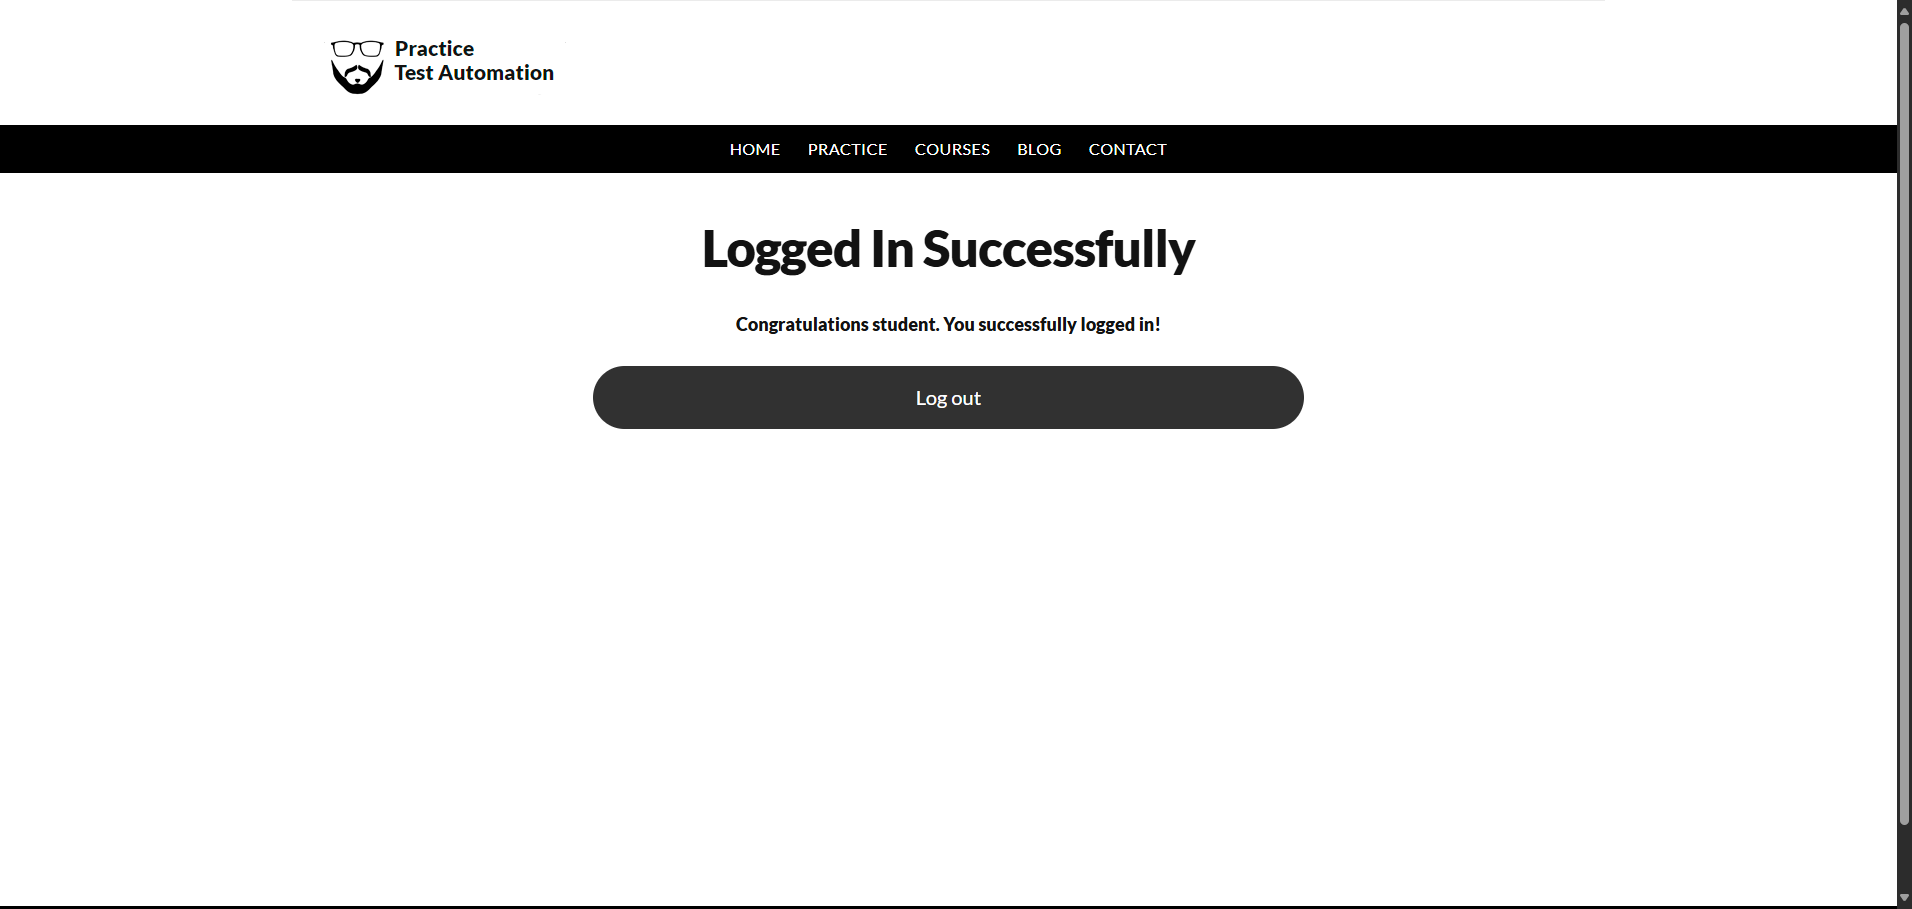 Practice
Test Automation
HOME PRACTICE COURSES BLOG CONTACT
Logged In Successfully
Congratulations student. You successfully logged in!
Log out